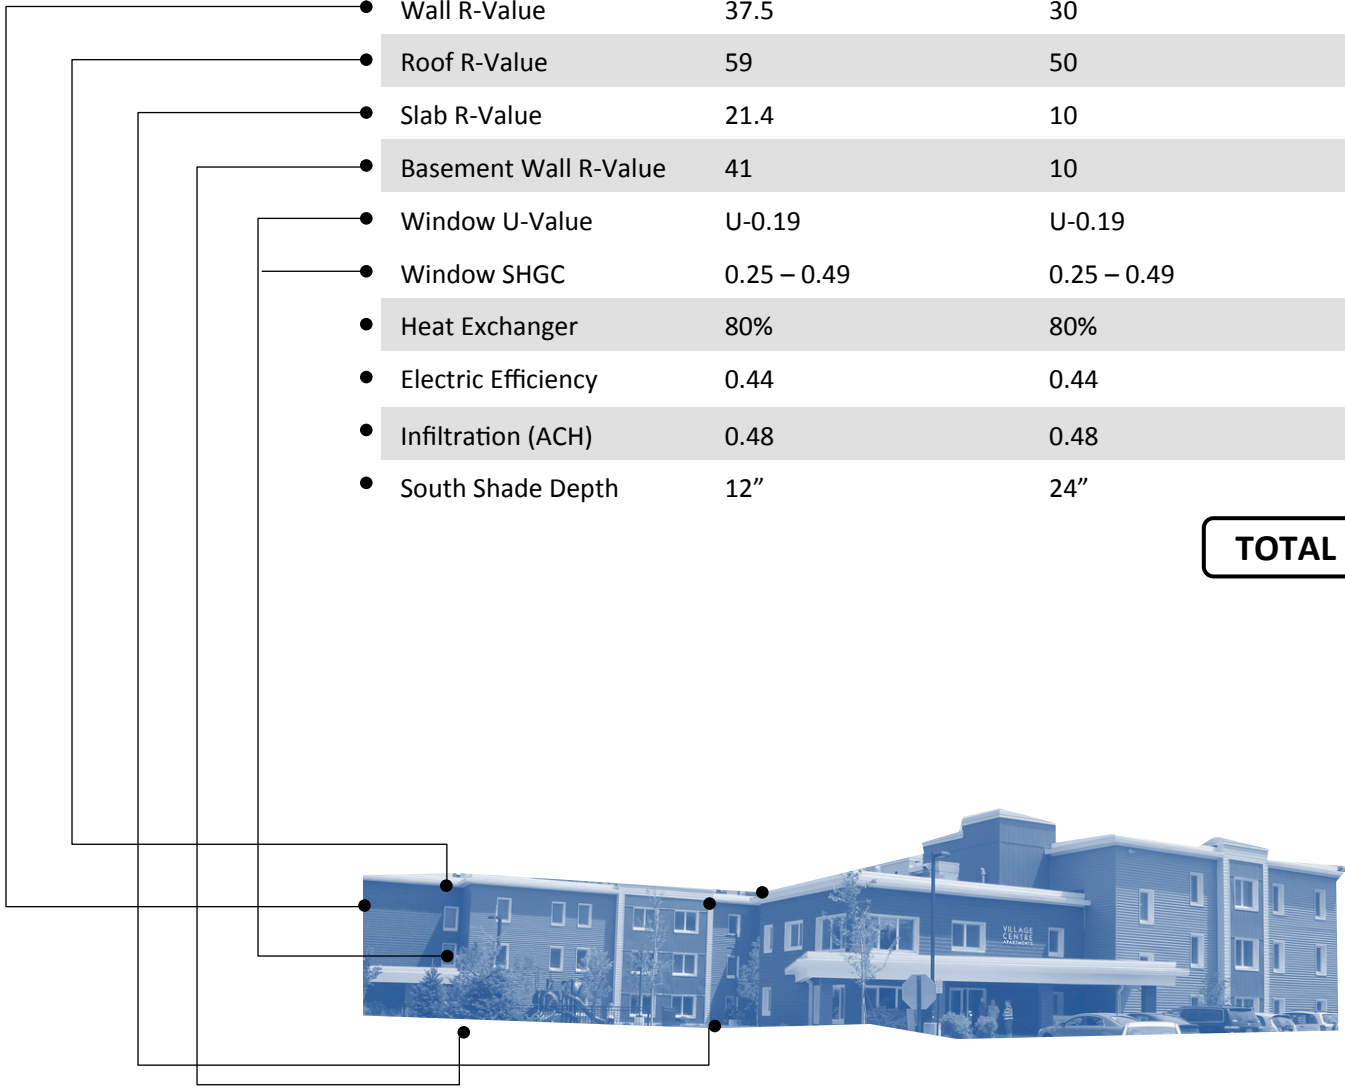 Wall R-Value 37.5 30
Roof R-Value 59 50
Slab R-Value 21.4 10
Basement Wall R-Value 41 10
Window U-Value U-0.19 U-0.19
Window SHGC 0.25 – 0.49 0.25 – 0.49
Heat Exchanger 80% 80%
Electric Efficiency 0.44 0.44
Infiltration (ACH) 0.48 0.48
South Shade Depth 12” 24”
TOTAL
VILLAGE
CENTRE
APARTMENTS